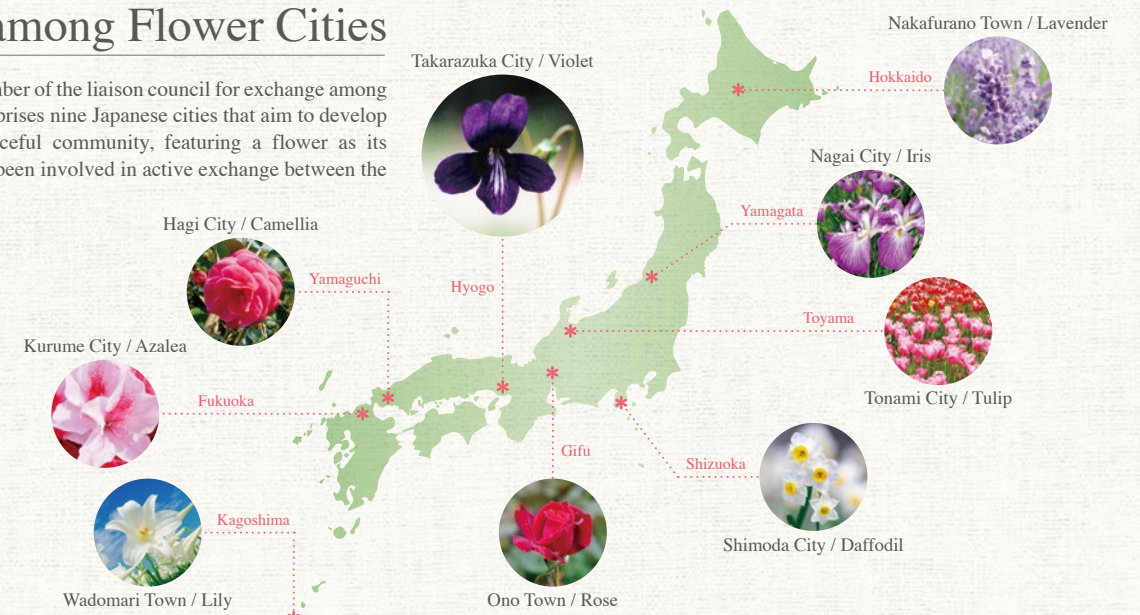 among Flower Cities
ber of the liaison council for exchange among
prises nine Japanese cities that aim to develop
ceful community, featuring a flower as its
been involved in active exchange between the
Nakafurano Town / Lavender
Hokkaido
Takarazuka City / Violet
Nagai City / Iris
Yamagata
Hagi City / Camellia
Yamaguchi
Hyogo
Toyama
Kurume City / Azalea
Fukuoka
Tonami City / Tulip
Gifu
Shizuoka
Kagoshima
Shimoda City / Daffodil
Wadomari Town / Lily
Ono Town / Rose